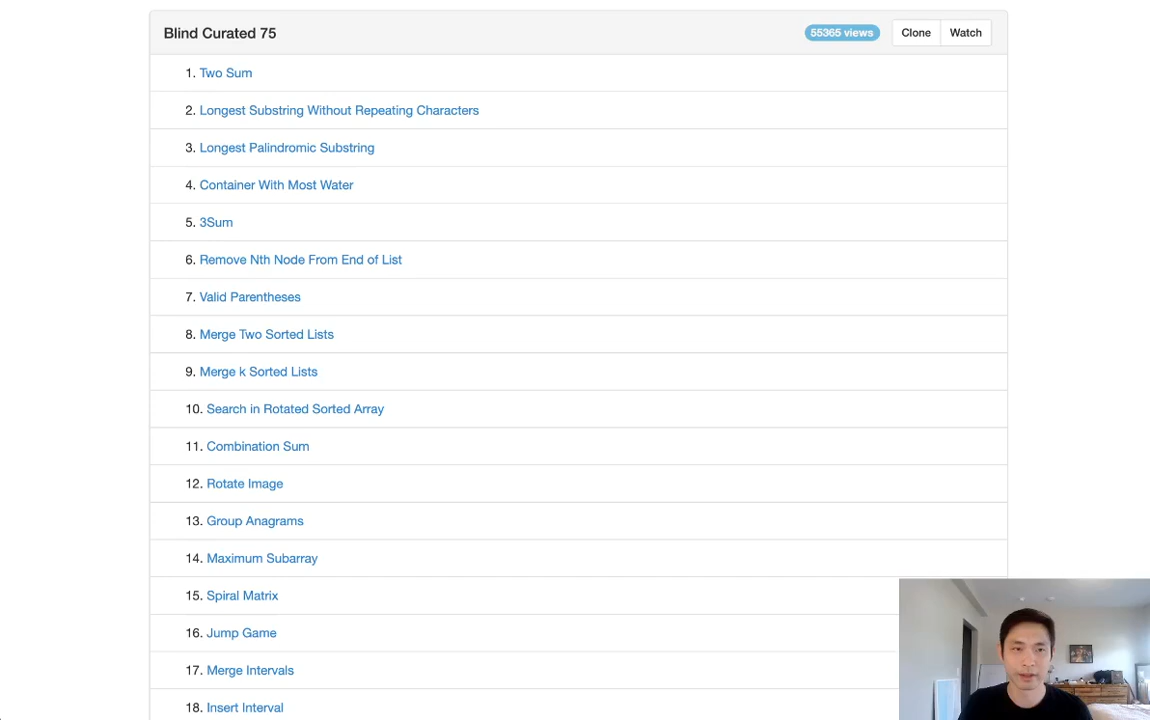 Blind Curated 75 55365 views Clone Watch
1. Two Sum
2. Longest Substring Without Repeating Characters
3. Longest Palindromic Substring
4. Container With Most Water
5. 3Sum
6. Remove Nth Node From End of List
7. Valid Parentheses
8. Merge Two Sorted Lists
9. Merge k Sorted Lists
10. Search in Rotated Sorted Array
11. Combination Sum
12. Rotate Image
13. Group Anagrams
14. Maximum Subarray
15. Spiral Matrix
16. Jump Game
17. Merge Intervals
18. Insert Interval